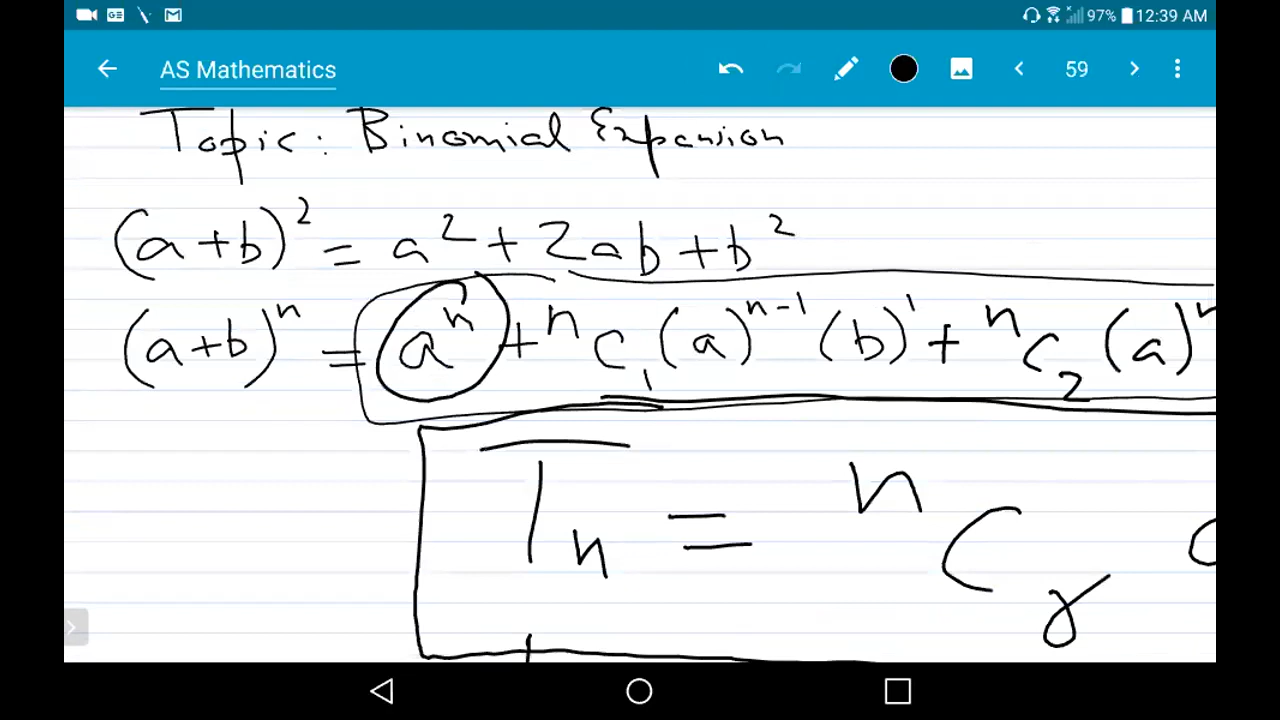 97% 12:39 AM
AS Mathematics 59
Topic: Binomial Expansion
(a+b)² = a² + 2ab + b²
(a+b)ⁿ = aⁿ + ⁿC₁(a)ⁿ⁻¹(b)¹ + ⁿC₂(a)ⁿ
Tₙ = ⁿCᵣ